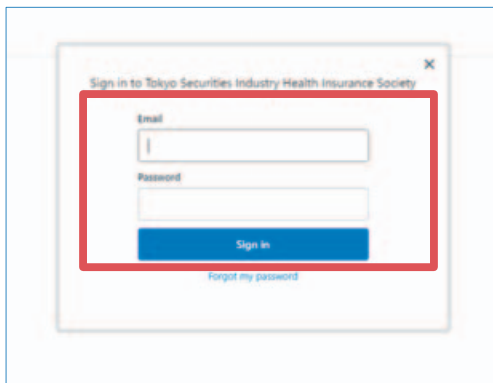 Sign in to Tokyo Securities Industry Health Insurance Society
Email
Password
Sign in
Forgot my password